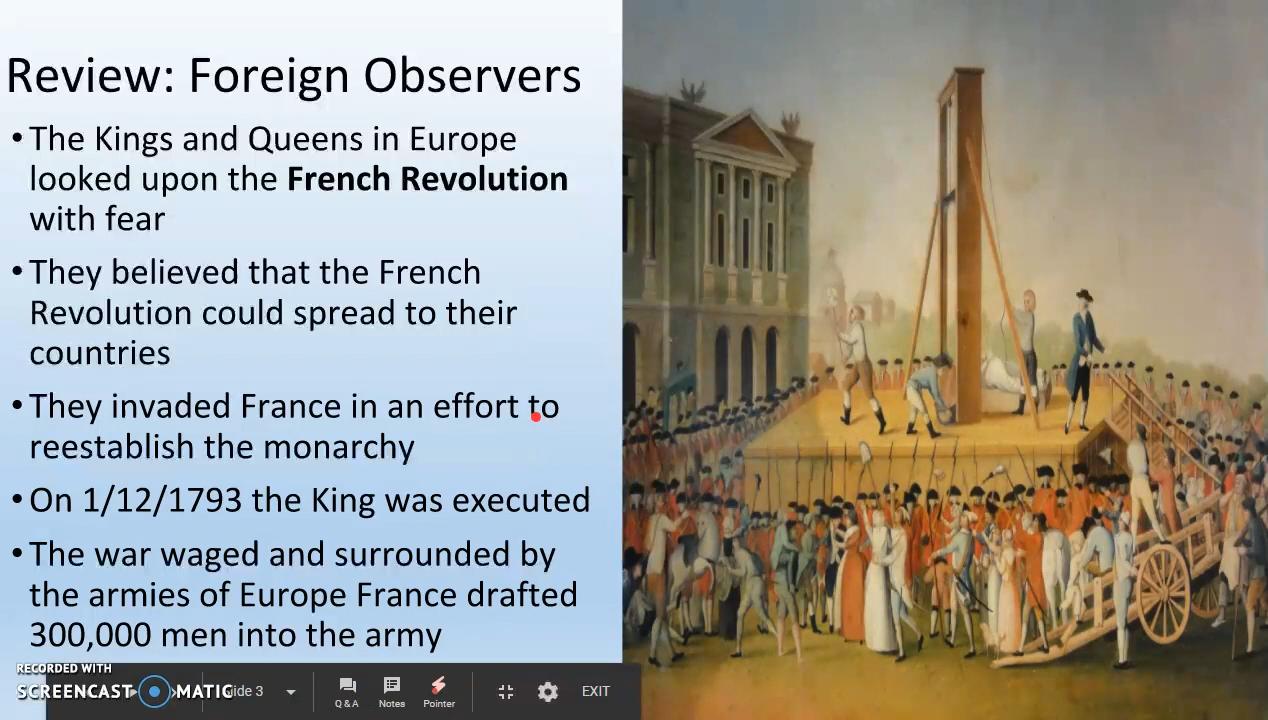 Review: Foreign Observers
• The Kings and Queens in Europe
looked upon the French Revolution
with fear
• They believed that the French
Revolution could spread to their
countries
• They invaded France in an effort to
reestablish the monarchy
• On 1/12/1793 the King was executed
• The war waged and surrounded by
the armies of Europe France drafted
300,000 men into the army
RECORDED WITH
SCREENCAST MATIC
Slide 3
Q & A
Notes
Pointer
EXIT